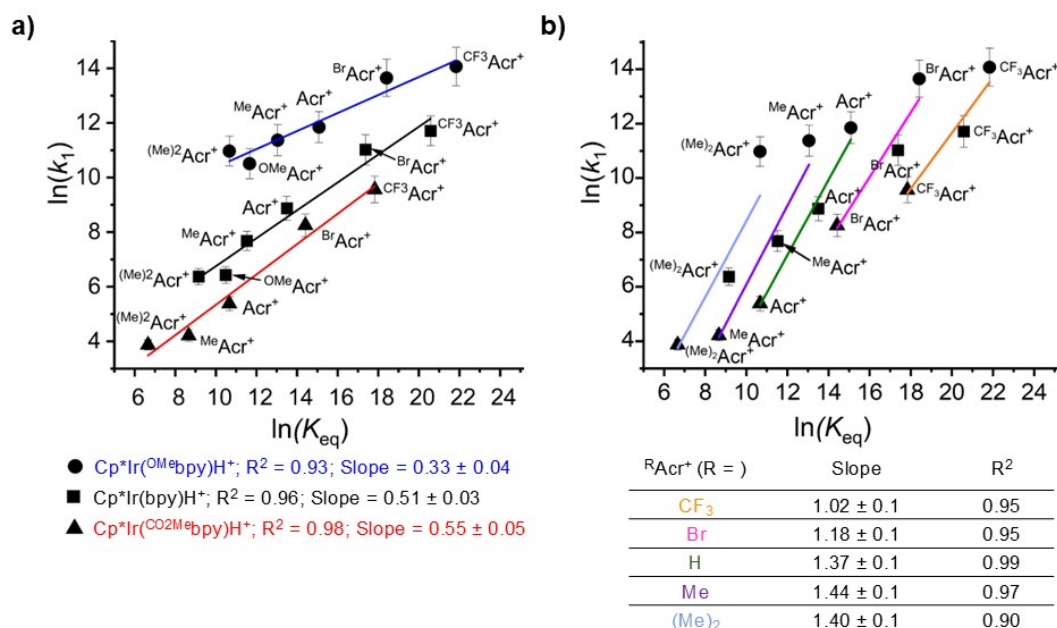 a)
ln(k₁)
14
12
10
8
6
4
CF3Acr⁺
BrAcr⁺
Acr⁺
MeAcr⁺
(Me)2Acr⁺
OMeAcr⁺
CF3Acr⁺
BrAcr⁺
CF3Acr⁺
Acr⁺
BrAcr⁺
MeAcr⁺
(Me)2Acr⁺
OMeAcr⁺
Acr⁺
(Me)2Acr⁺
MeAcr⁺
6 8 10 12 14 16 18 20 22 24
ln(Keq)
Cp*Ir(OMebpy)H⁺; R² = 0.93; Slope = 0.33 ± 0.04
Cp*Ir(bpy)H⁺; R² = 0.96; Slope = 0.51 ± 0.03
Cp*Ir(CO2Mebpy)H⁺; R² = 0.98; Slope = 0.55 ± 0.05
b)
ln(k₁)
14
12
10
8
6
4
BrAcr⁺
CF₃Acr⁺
MeAcr⁺ Acr⁺
(Me)₂Acr⁺
CF₃Acr⁺
BrAcr⁺
Acr⁺
CF₃Acr⁺
BrAcr⁺
MeAcr⁺
(Me)₂Acr⁺
Acr⁺
MeAcr⁺
(Me)₂Acr⁺
6 8 10 12 14 16 18 20 22 24
ln(Keq)
RAcr⁺ (R = ) Slope R²
CF₃ 1.02 ± 0.1 0.95
Br 1.18 ± 0.1 0.95
H 1.37 ± 0.1 0.99
Me 1.44 ± 0.1 0.97
(Me)₂ 1.40 ± 0.1 0.90